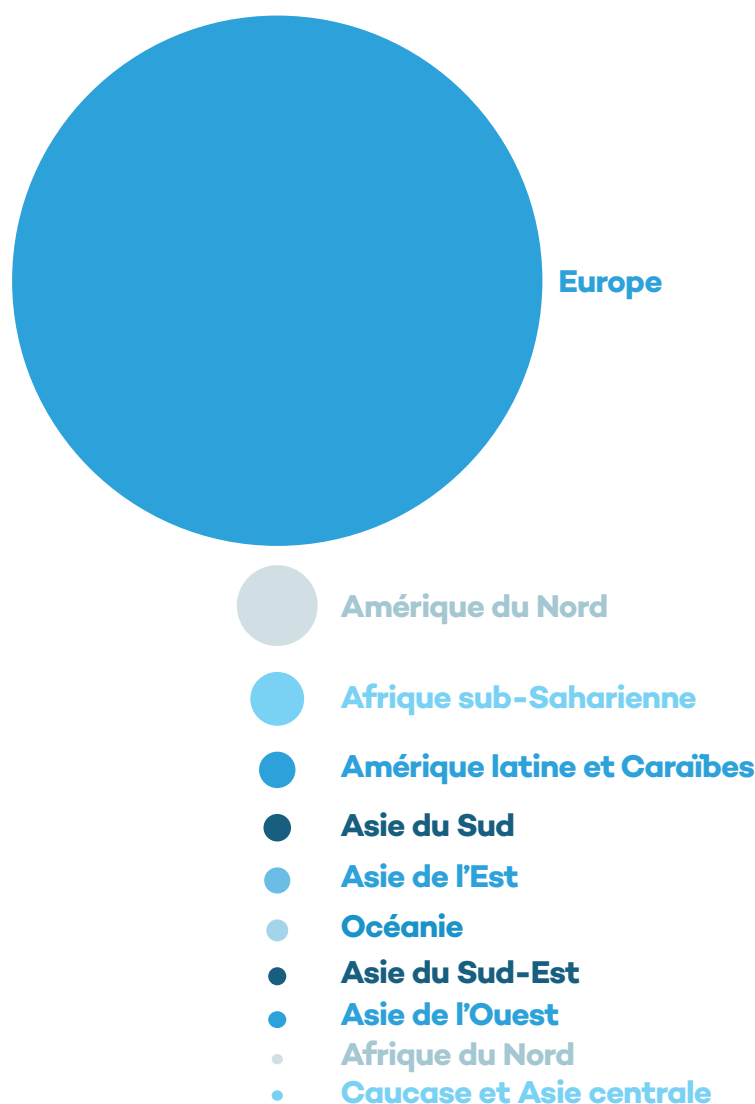 Europe
Amérique du Nord
Afrique sub-Saharienne
Amérique latine et Caraïbes
Asie du Sud
Asie de l’Est
Océanie
Asie du Sud-Est
Asie de l’Ouest
Afrique du Nord
Caucase et Asie centrale